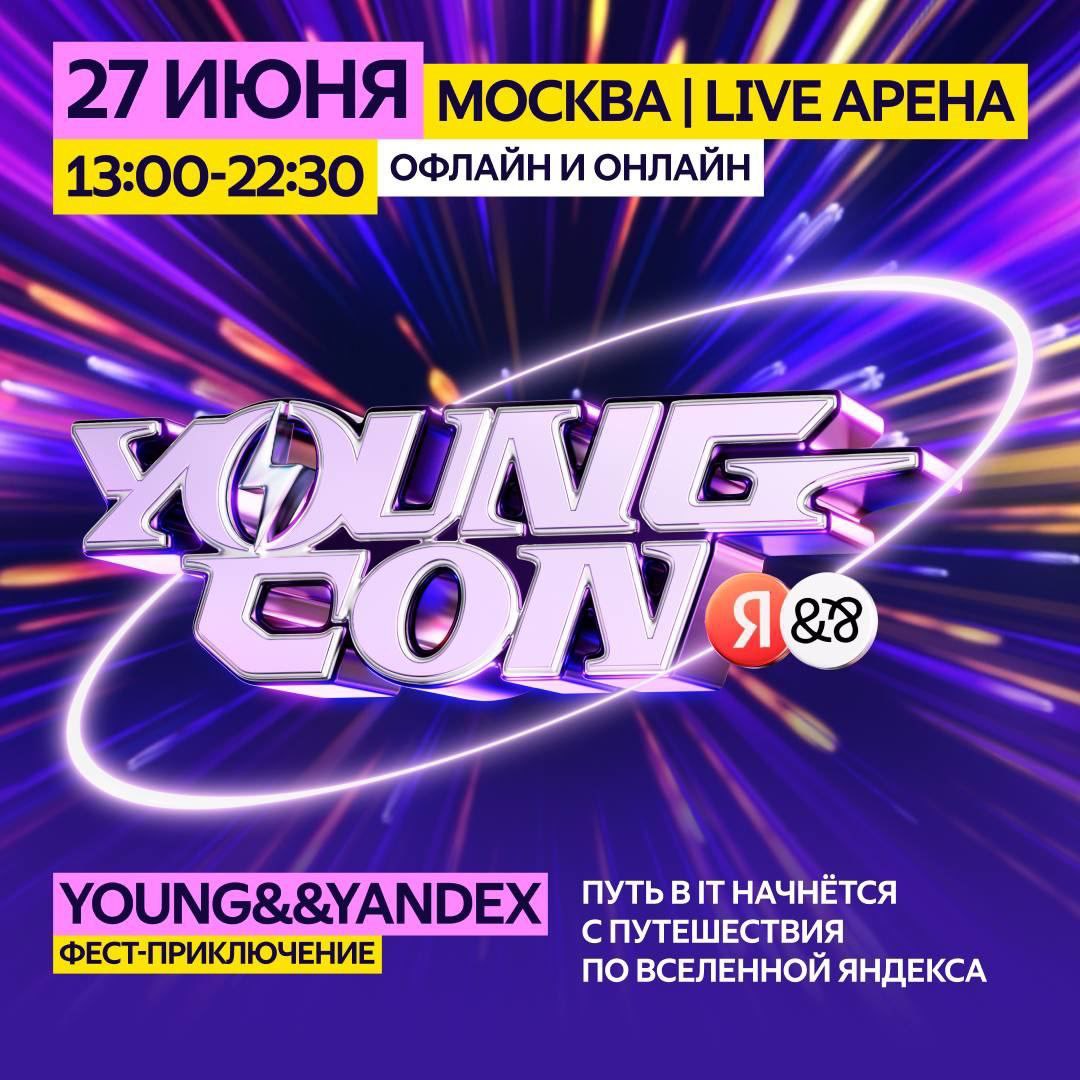 27 ИЮНЯ
МОСКВА | LIVE АРЕНА
13:00-22:30
ОФЛАЙН И ОНЛАЙН
YOUNG
CON
Я &&
YOUNG&&YANDEX
ФЕСТ-ПРИКЛЮЧЕНИЕ
ПУТЬ В IT НАЧНЁТСЯ
С ПУТЕШЕСТВИЯ
ПО ВСЕЛЕННОЙ ЯНДЕКСА